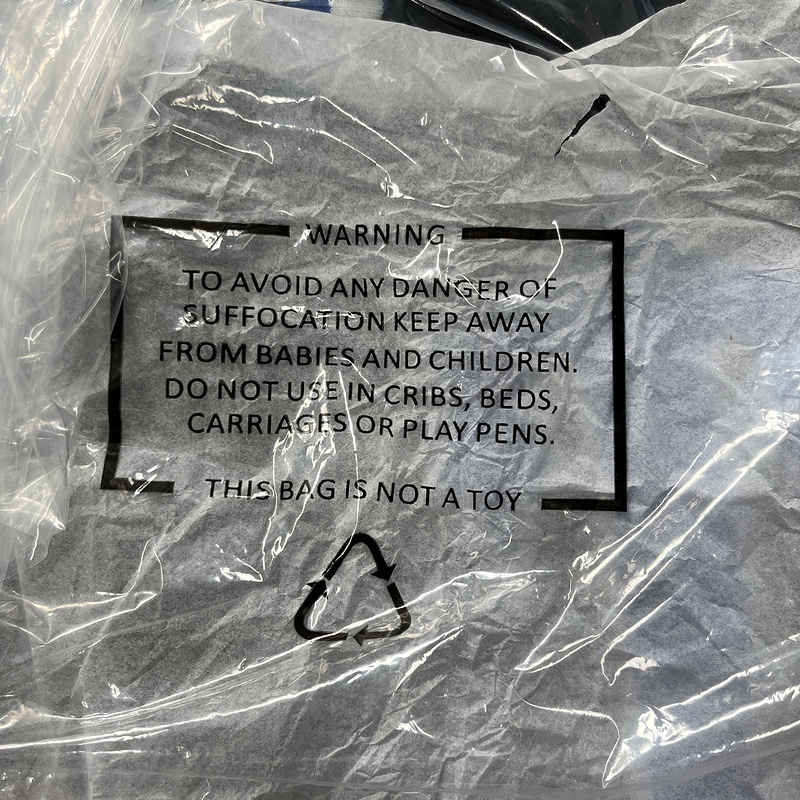 WARNING
TO AVOID ANY DANGER OF
SUFFOCATION KEEP AWAY
FROM BABIES AND CHILDREN.
DO NOT USE IN CRIBS, BEDS,
CARRIAGES OR PLAY PENS.
THIS BAG IS NOT A TOY